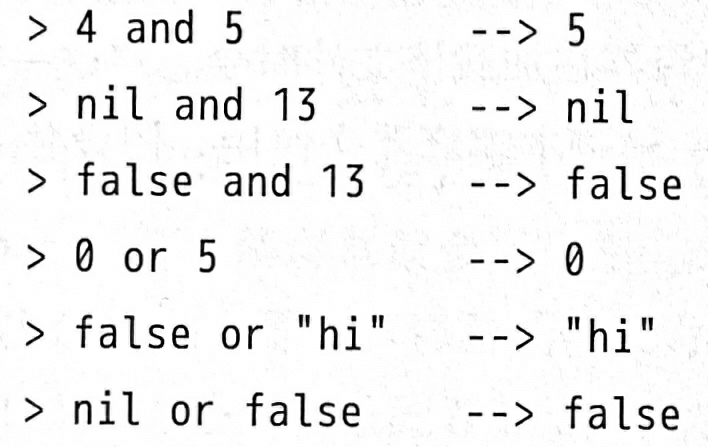 > 4 and 5 --> 5
> nil and 13 --> nil
> false and 13 --> false
> 0 or 5 --> 0
> false or "hi" --> "hi"
> nil or false --> false